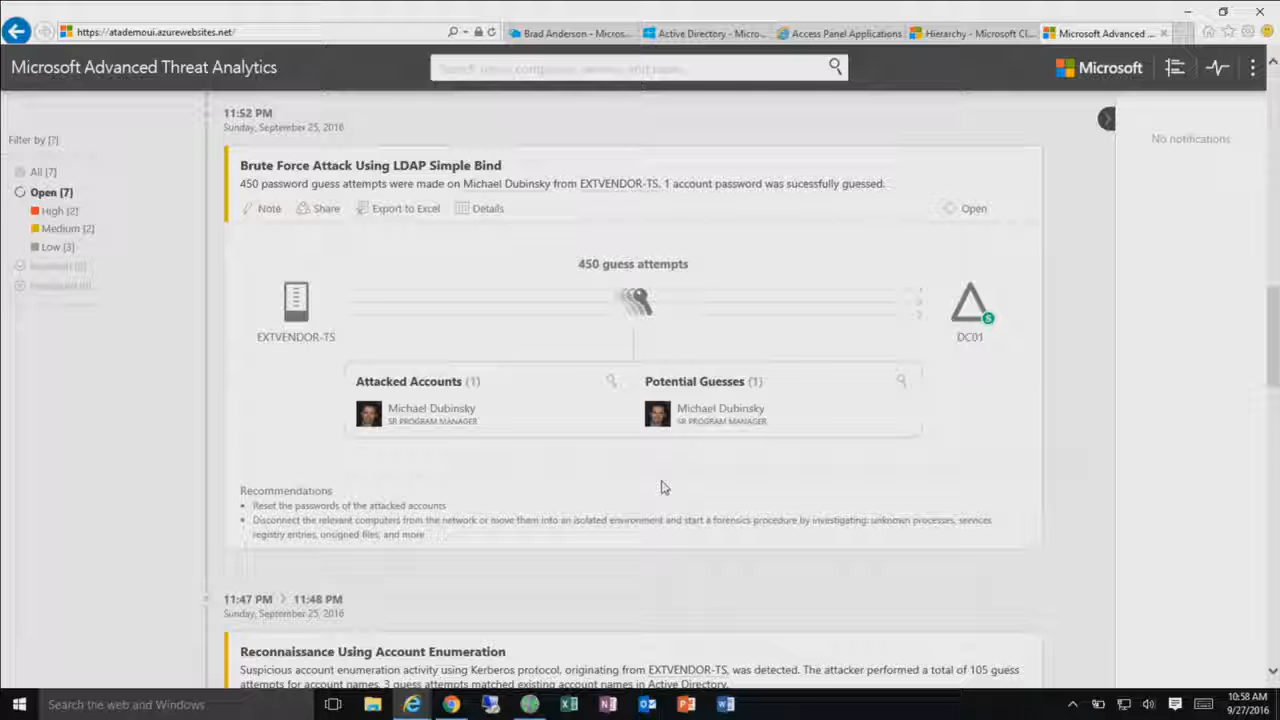 https://atademoui.azurewebsites.net/
Brad Anderson - Micros...
Active Directory - Micro...
Access Panel Applications
Hierarchy - Microsoft Cl...
Microsoft Advanced ...
Microsoft Advanced Threat Analytics
Microsoft
11:52 PM
Sunday, September 25, 2016
Filter by [7]
All [7]
Open (7)
High [2]
Medium [2]
Low [3]
No notifications
Brute Force Attack Using LDAP Simple Bind
450 password guess attempts were made on Michael Dubinsky from EXTVENDOR-TS. 1 account password was sucessfully guessed.
Note
Share
Export to Excel
Details
Open
450 guess attempts
EXTVENDOR-TS
DC01
Attacked Accounts (1)
Potential Guesses (1)
Michael Dubinsky
SR PROGRAM MANAGER
Michael Dubinsky
SR PROGRAM MANAGER
Recommendations
• Reset the passwords of the attacked accounts
• Disconnect the relevant computers from the network or move them into an isolated environment and start a forensics procedure by investigating: unknown processes, services
registry entries, unsigned files, and more
11:47 PM > 11:48 PM
Sunday, September 25, 2016
Reconnaissance Using Account Enumeration
Suspicious account enumeration activity using Kerberos protocol, originating from EXTVENDOR-TS, was detected. The attacker performed a total of 105 guess
attempts for account names, 3 guess attempts matched existing account names in Active Directory.
Search the web and Windows
10:58 AM
9/27/2016